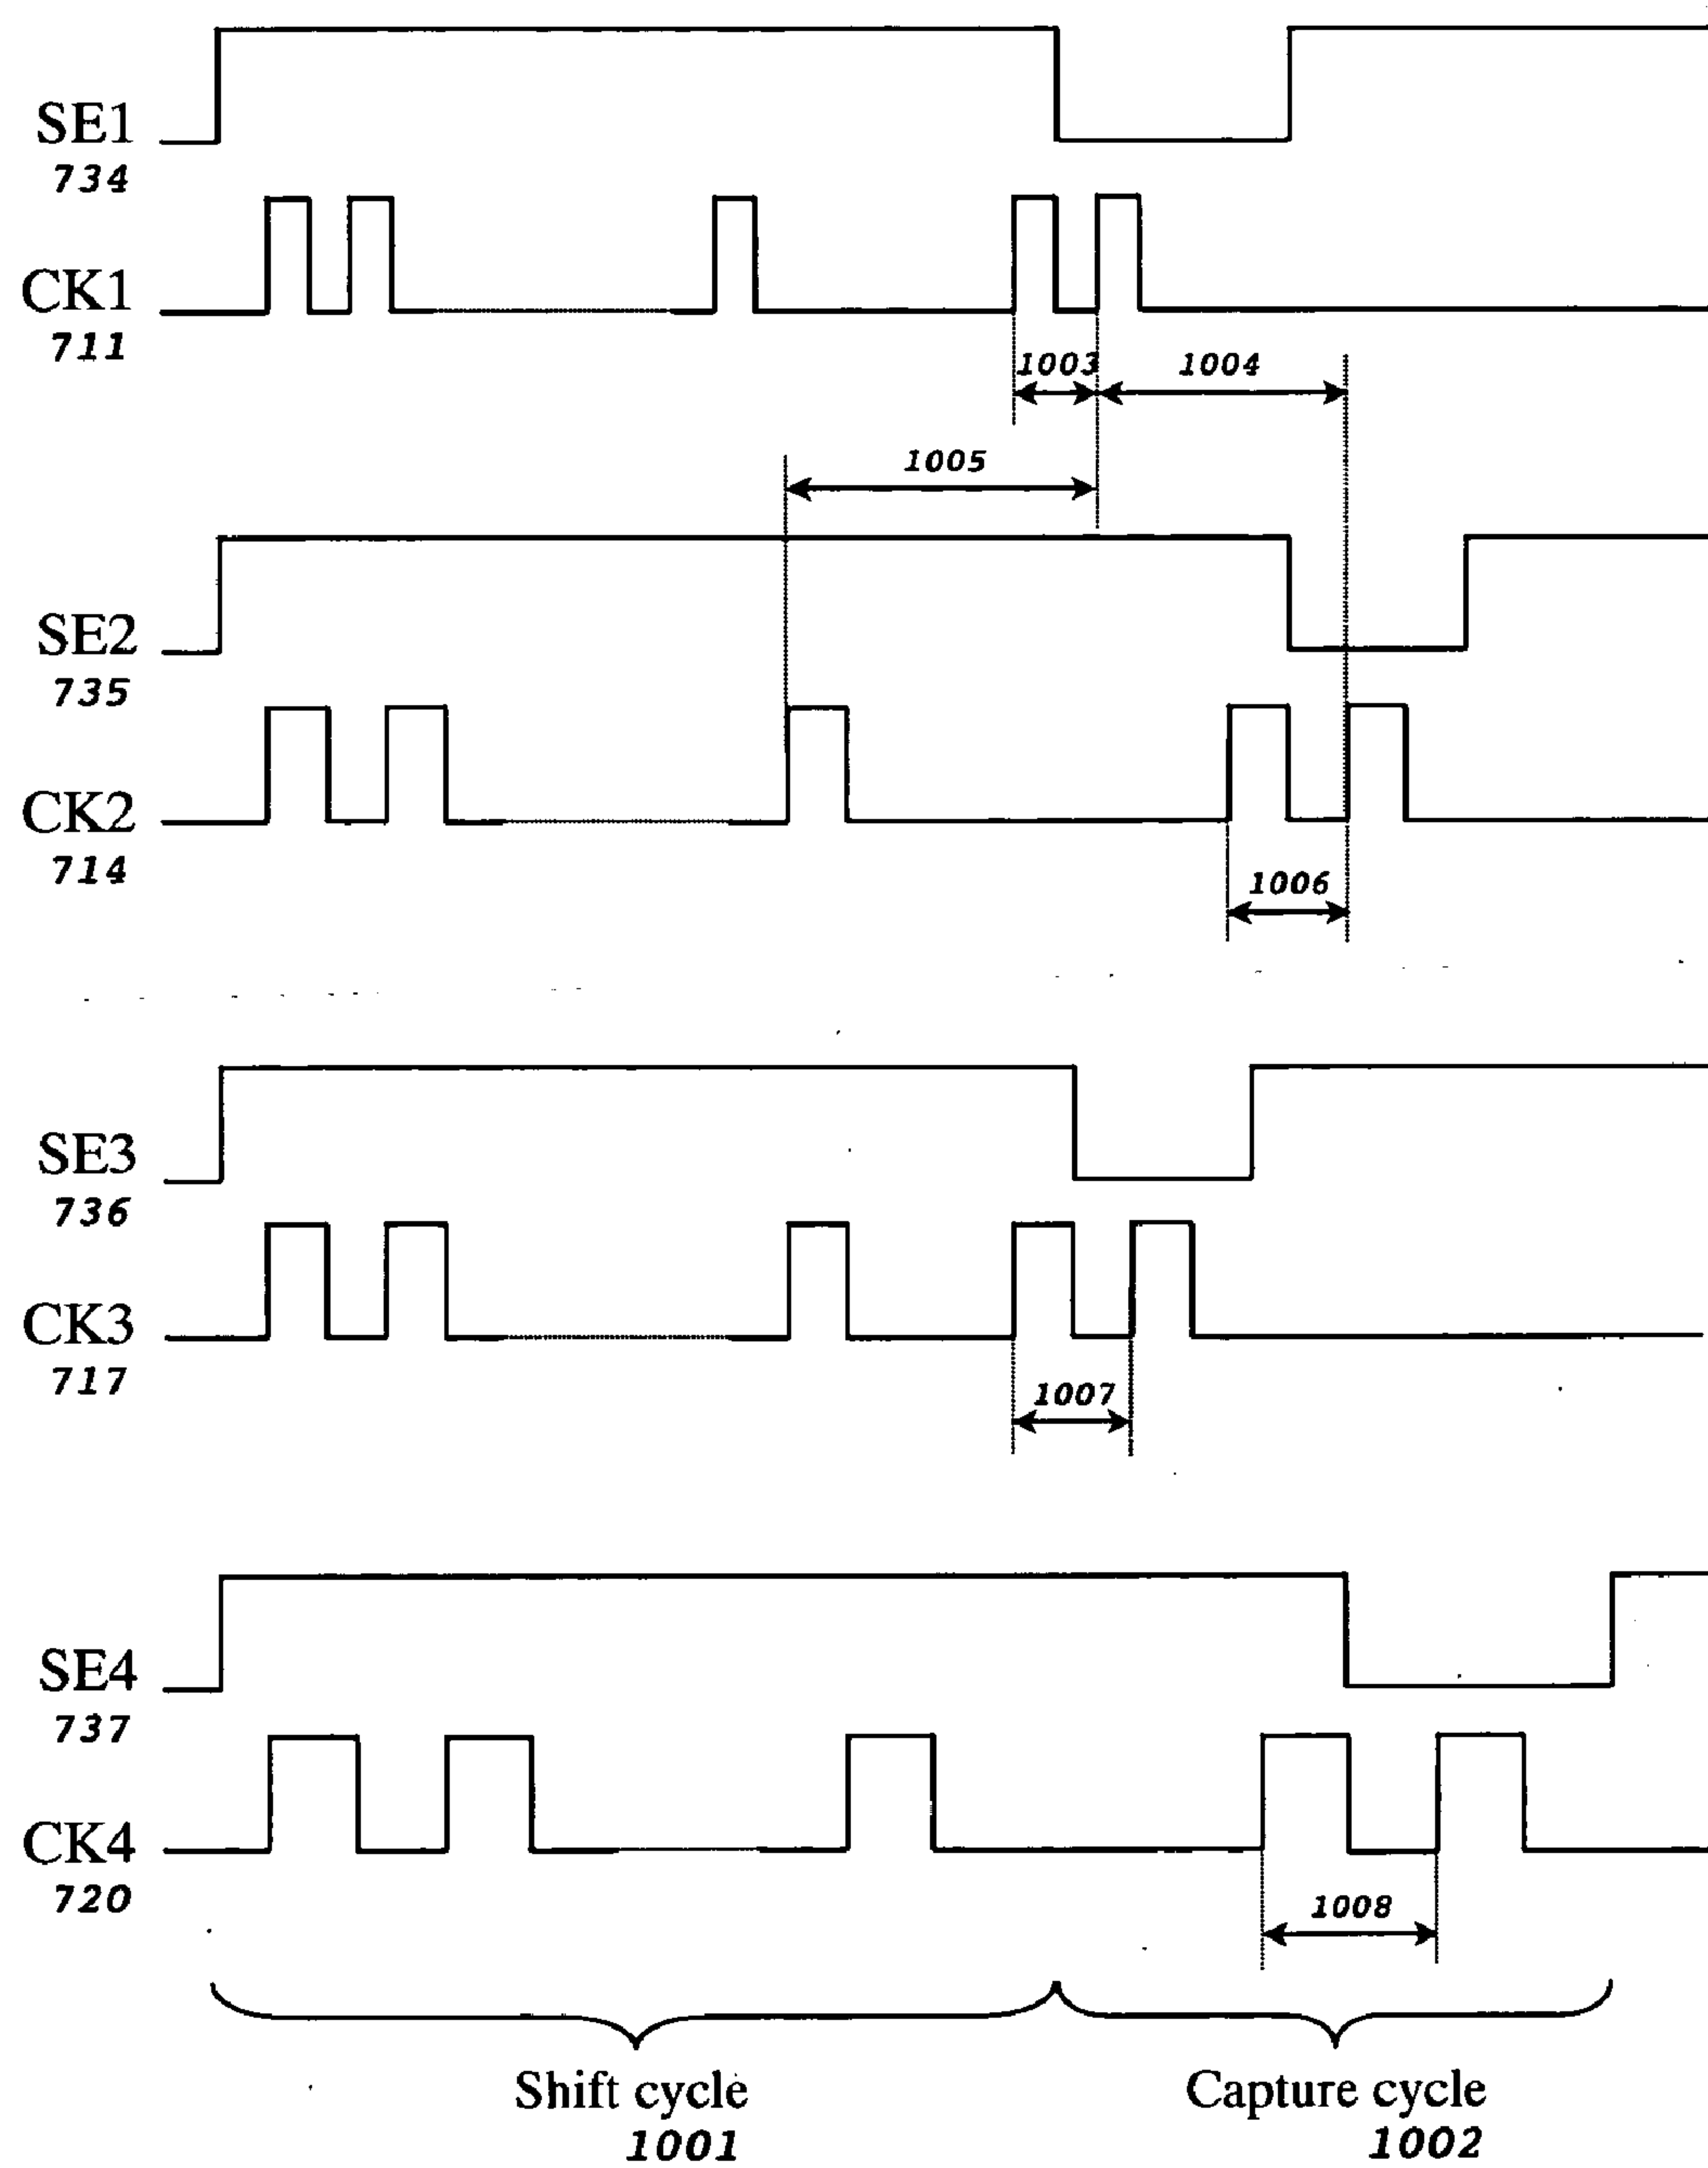 SE1
734
CK1
711
1003
1004
1005
SE2
735
CK2
714
1006
SE3
736
CK3
717
1007
SE4
737
CK4
720
1008
Shift cycle
1001
Capture cycle
1002